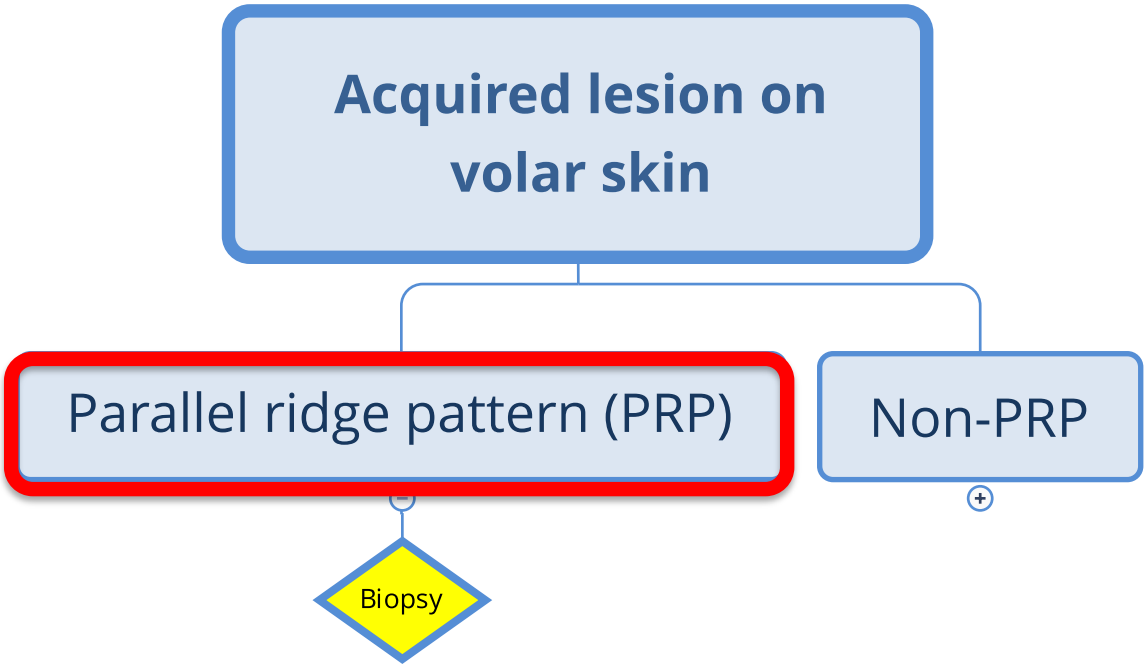 Acquired lesion on
volar skin
Parallel ridge pattern (PRP)
Non-PRP
Biopsy